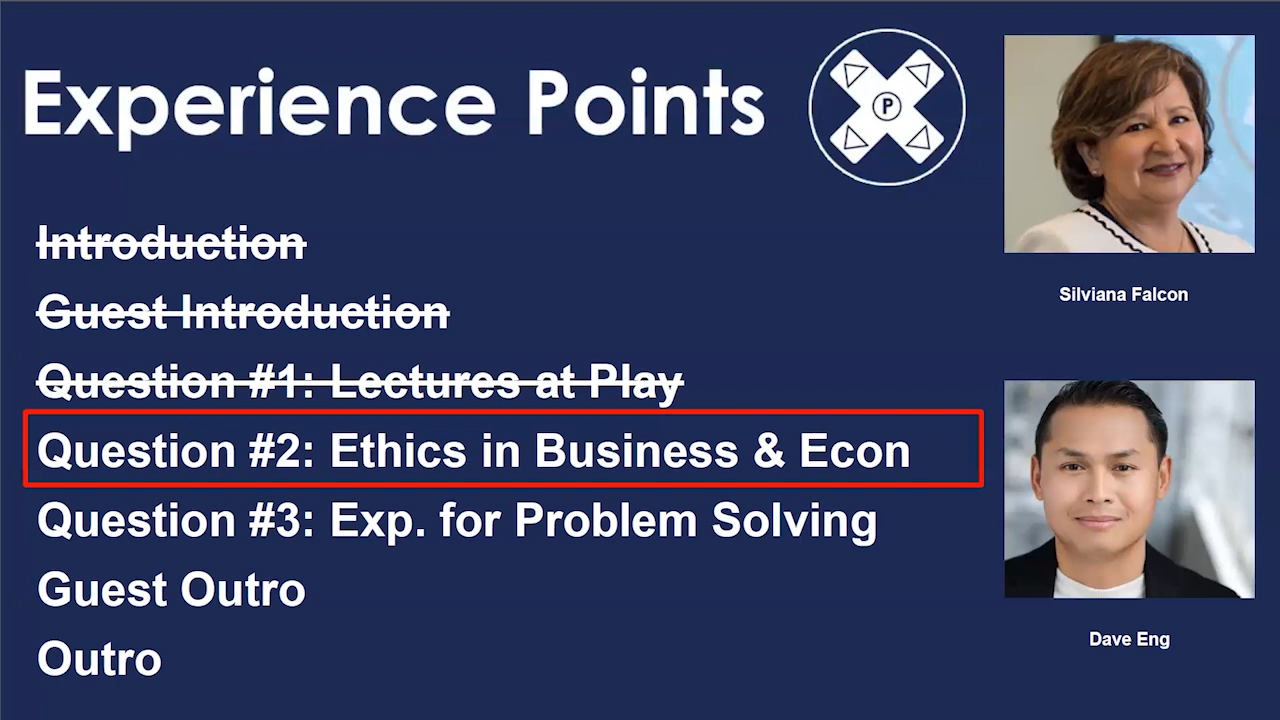 Experience Points
P
Introduction
Guest Introduction
Question #1: Lectures at Play
Question #2: Ethics in Business & Econ
Question #3: Exp. for Problem Solving
Guest Outro
Outro
Silviana Falcon
Dave Eng